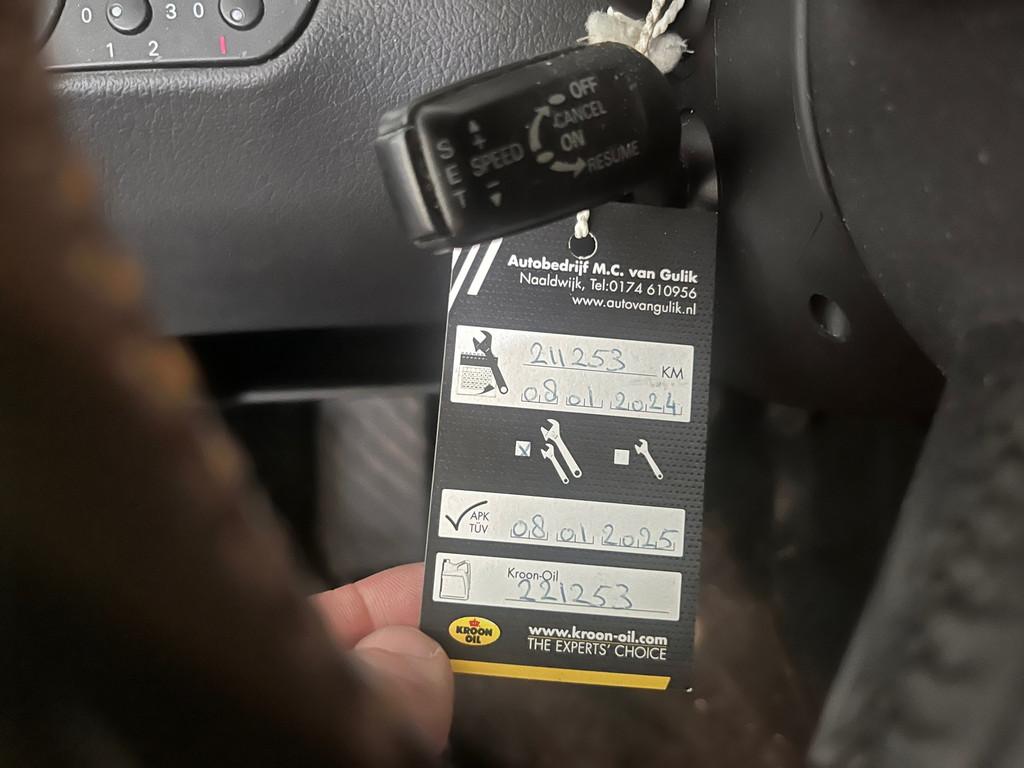 0 3 0
1 2
OFF
CANCEL
ON
RESUME
SET
+
SPEED
-
Autobedrijf M.C. van Gulik
Naaldwijk, Tel:0174 610956
www.autovangulik.nl
211253 KM
08 01 2024
x
APK
TÜV
08 01 2025
Kroon-Oil
221253
KROON
OIL
www.kroon-oil.com
THE EXPERTS' CHOICE